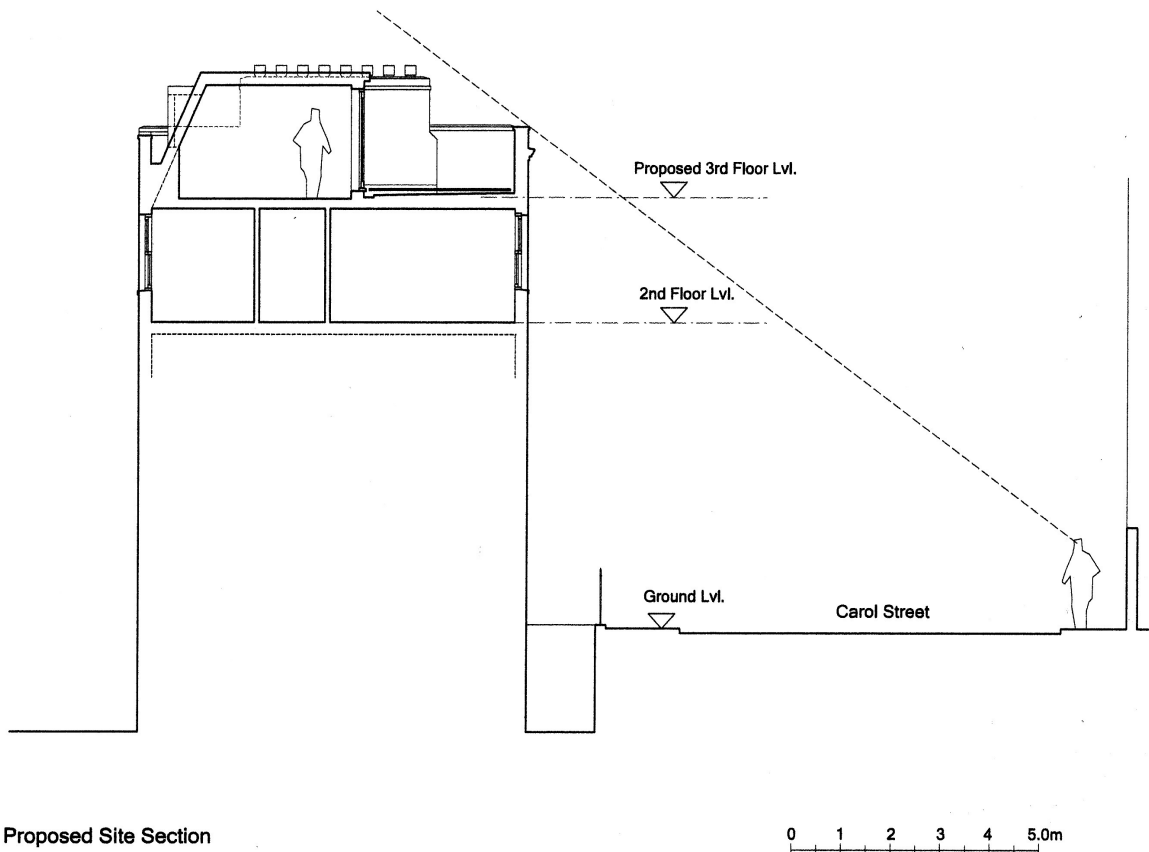 Proposed 3rd Floor Lvl.
2nd Floor Lvl.
Ground Lvl.
Carol Street
Proposed Site Section
0 1 2 3 4 5.0m